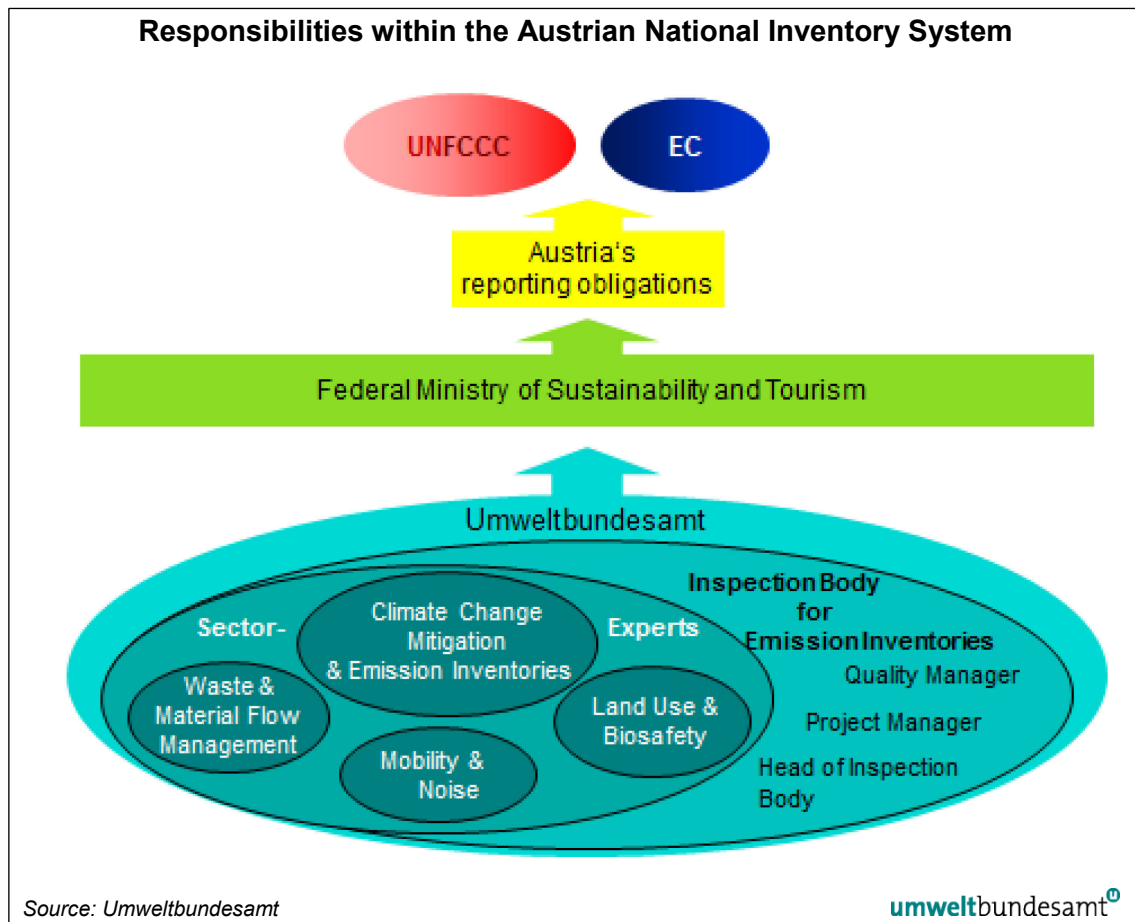 Responsibilities within the Austrian National Inventory System
UNFCCC
EC
Austria‘s
reporting obligations
Federal Ministry of Sustainability and Tourism
Umweltbundesamt
Inspection Body
for
Emission Inventories
Quality Manager
Project Manager
Head of Inspection
Body
Sector-
Experts
Climate Change
Mitigation
& Emission Inventories
Waste &
Material Flow
Management
Land Use &
Biosafety
Mobility &
Noise
Source: Umweltbundesamt
umweltbundesamt u